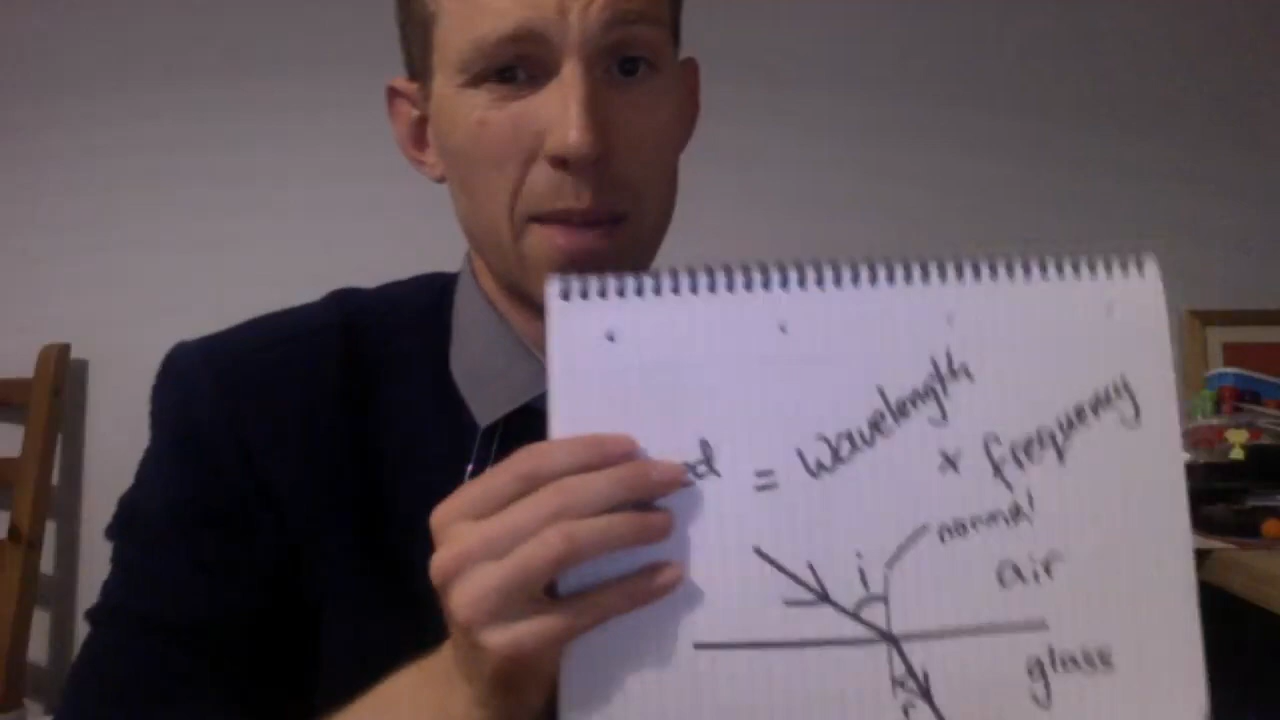 = Wavelength
x frequency
normal
i
air
glass
r